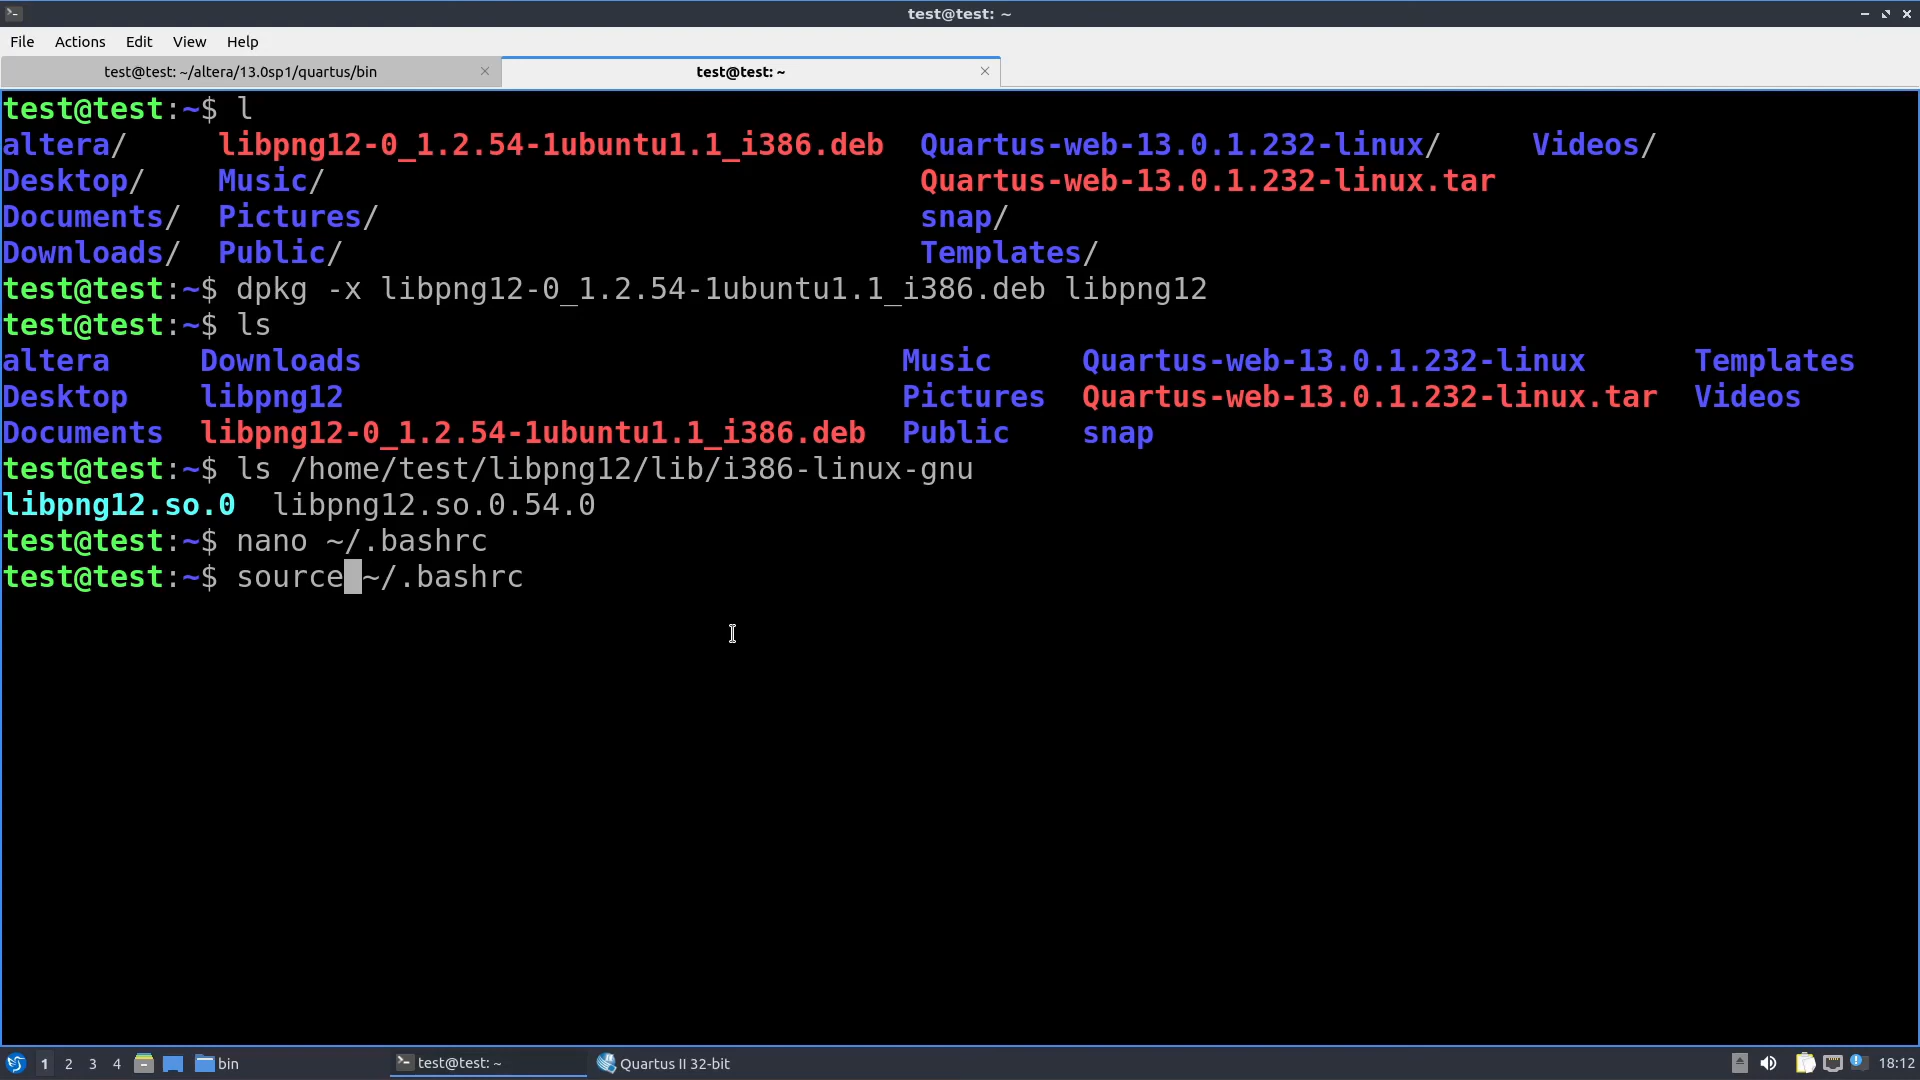 test@test: ~
File Actions Edit View Help
test@test: ~/altera/13.0sp1/quartus/bin test@test: ~
test@test:~$ l
altera/ libpng12-0_1.2.54-1ubuntu1.1_i386.deb Quartus-web-13.0.1.232-linux/ Videos/
Desktop/ Music/ Quartus-web-13.0.1.232-linux.tar
Documents/ Pictures/ snap/
Downloads/ Public/ Templates/
test@test:~$ dpkg -x libpng12-0_1.2.54-1ubuntu1.1_i386.deb libpng12
test@test:~$ ls
altera Downloads Music Quartus-web-13.0.1.232-linux Templates
Desktop libpng12 Pictures Quartus-web-13.0.1.232-linux.tar Videos
Documents libpng12-0_1.2.54-1ubuntu1.1_i386.deb Public snap
test@test:~$ ls /home/test/libpng12/lib/i386-linux-gnu
libpng12.so.0 libpng12.so.0.54.0
test@test:~$ nano ~/.bashrc
test@test:~$ source ~/.bashrc
1 2 3 4 bin test@test: ~ Quartus II 32-bit 18:12